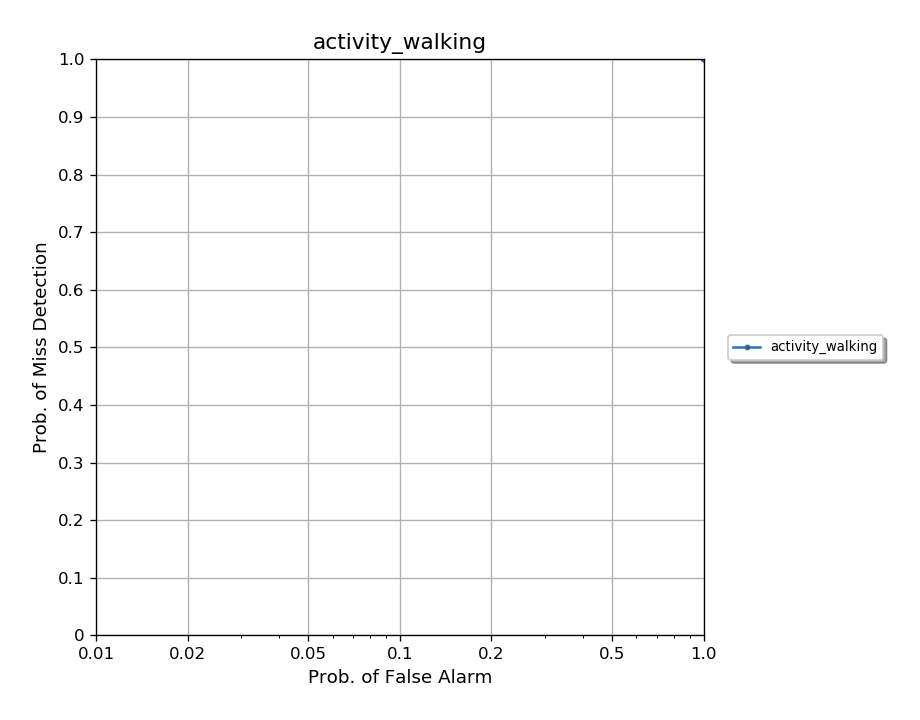 activity_walking
1.0
0.9
0.8
0.7
0.6
0.5
0.4
0.3
0.2
0.1
0
Prob. of Miss Detection
0.01 0.02 0.05 0.1 0.2 0.5 1.0
Prob. of False Alarm
activity_walking